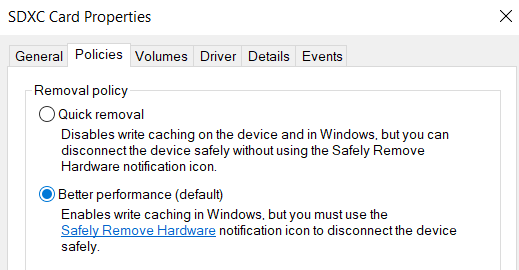 SDXC Card Properties
General Policies Volumes Driver Details Events
Removal policy
Quick removal
Disables write caching on the device and in Windows, but you can
disconnect the device safely without using the Safely Remove
Hardware notification icon.
Better performance (default)
Enables write caching in Windows, but you must use the
Safely Remove Hardware notification icon to disconnect the device
safely.